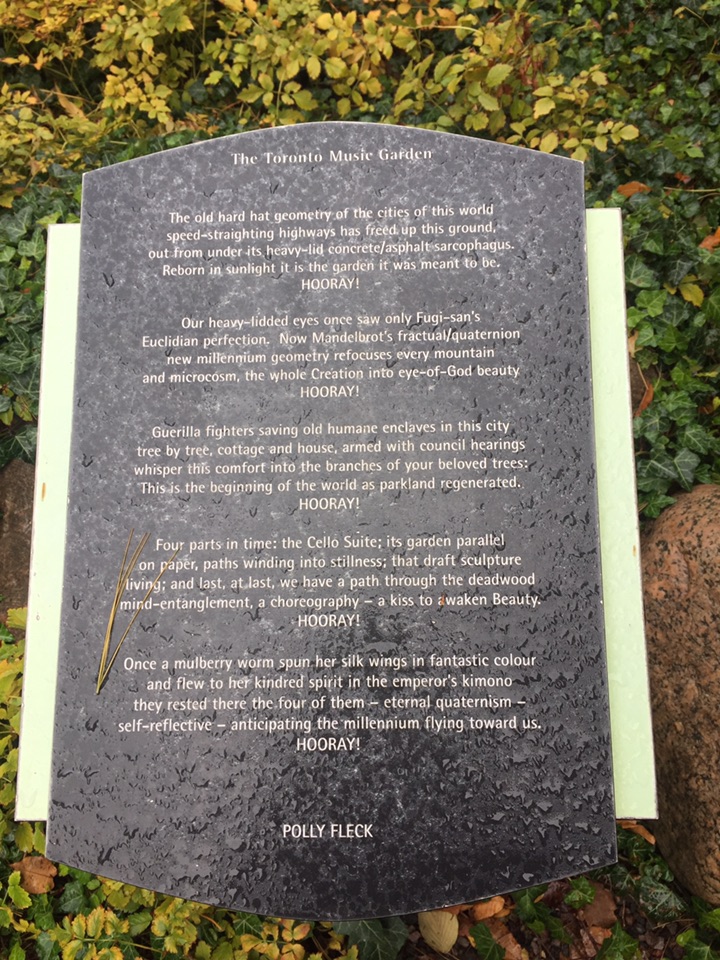 The Toronto Music Garden
The old hard hat geometry of the cities of this world
speed-straighting highways has freed up this ground,
out from under its heavy-lid concrete/asphalt sarcophagus.
Reborn in sunlight it is the garden it was meant to be.
HOORAY!
Our heavy-lidded eyes once saw only Fugi-san's
Euclidian perfection. Now Mandelbrot's fractual/quaternion
new millennium geometry refocuses every mountain
and microcosm, the whole Creation into eye-of-God beauty
HOORAY!
Guerilla fighters saving old humane enclaves in this city
tree by tree, cottage and house, armed with council hearings
whisper this comfort into the branches of your beloved trees:
This is the beginning of the world as parkland regenerated.
HOORAY!
Four parts in time: the Cello Suite; its garden parallel
on paper, paths winding into stillness; that draft sculpture
living; and last, at last, we have a path through the deadwood
mind-entanglement, a choreography – a kiss to awaken Beauty.
HOORAY!
Once a mulberry worm spun her silk wings in fantastic colour
and flew to her kindred spirit in the emperor's kimono
they rested there the four of them – eternal quaternism –
self-reflective – anticipating the millennium flying toward us.
HOORAY!
POLLY FLECK